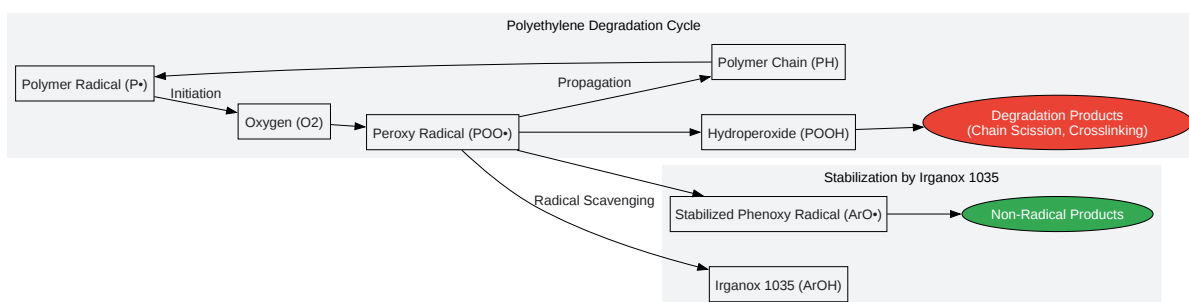 Polyethylene Degradation Cycle
Polymer Radical (P•)
Initiation
Oxygen (O2)
Peroxy Radical (POO•)
Propagation
Polymer Chain (PH)
Hydroperoxide (POOH)
Degradation Products
(Chain Scission, Crosslinking)
Stabilization by Irganox 1035
Radical Scavenging
Stabilized Phenoxy Radical (ArO•)
Non-Radical Products
Irganox 1035 (ArOH)